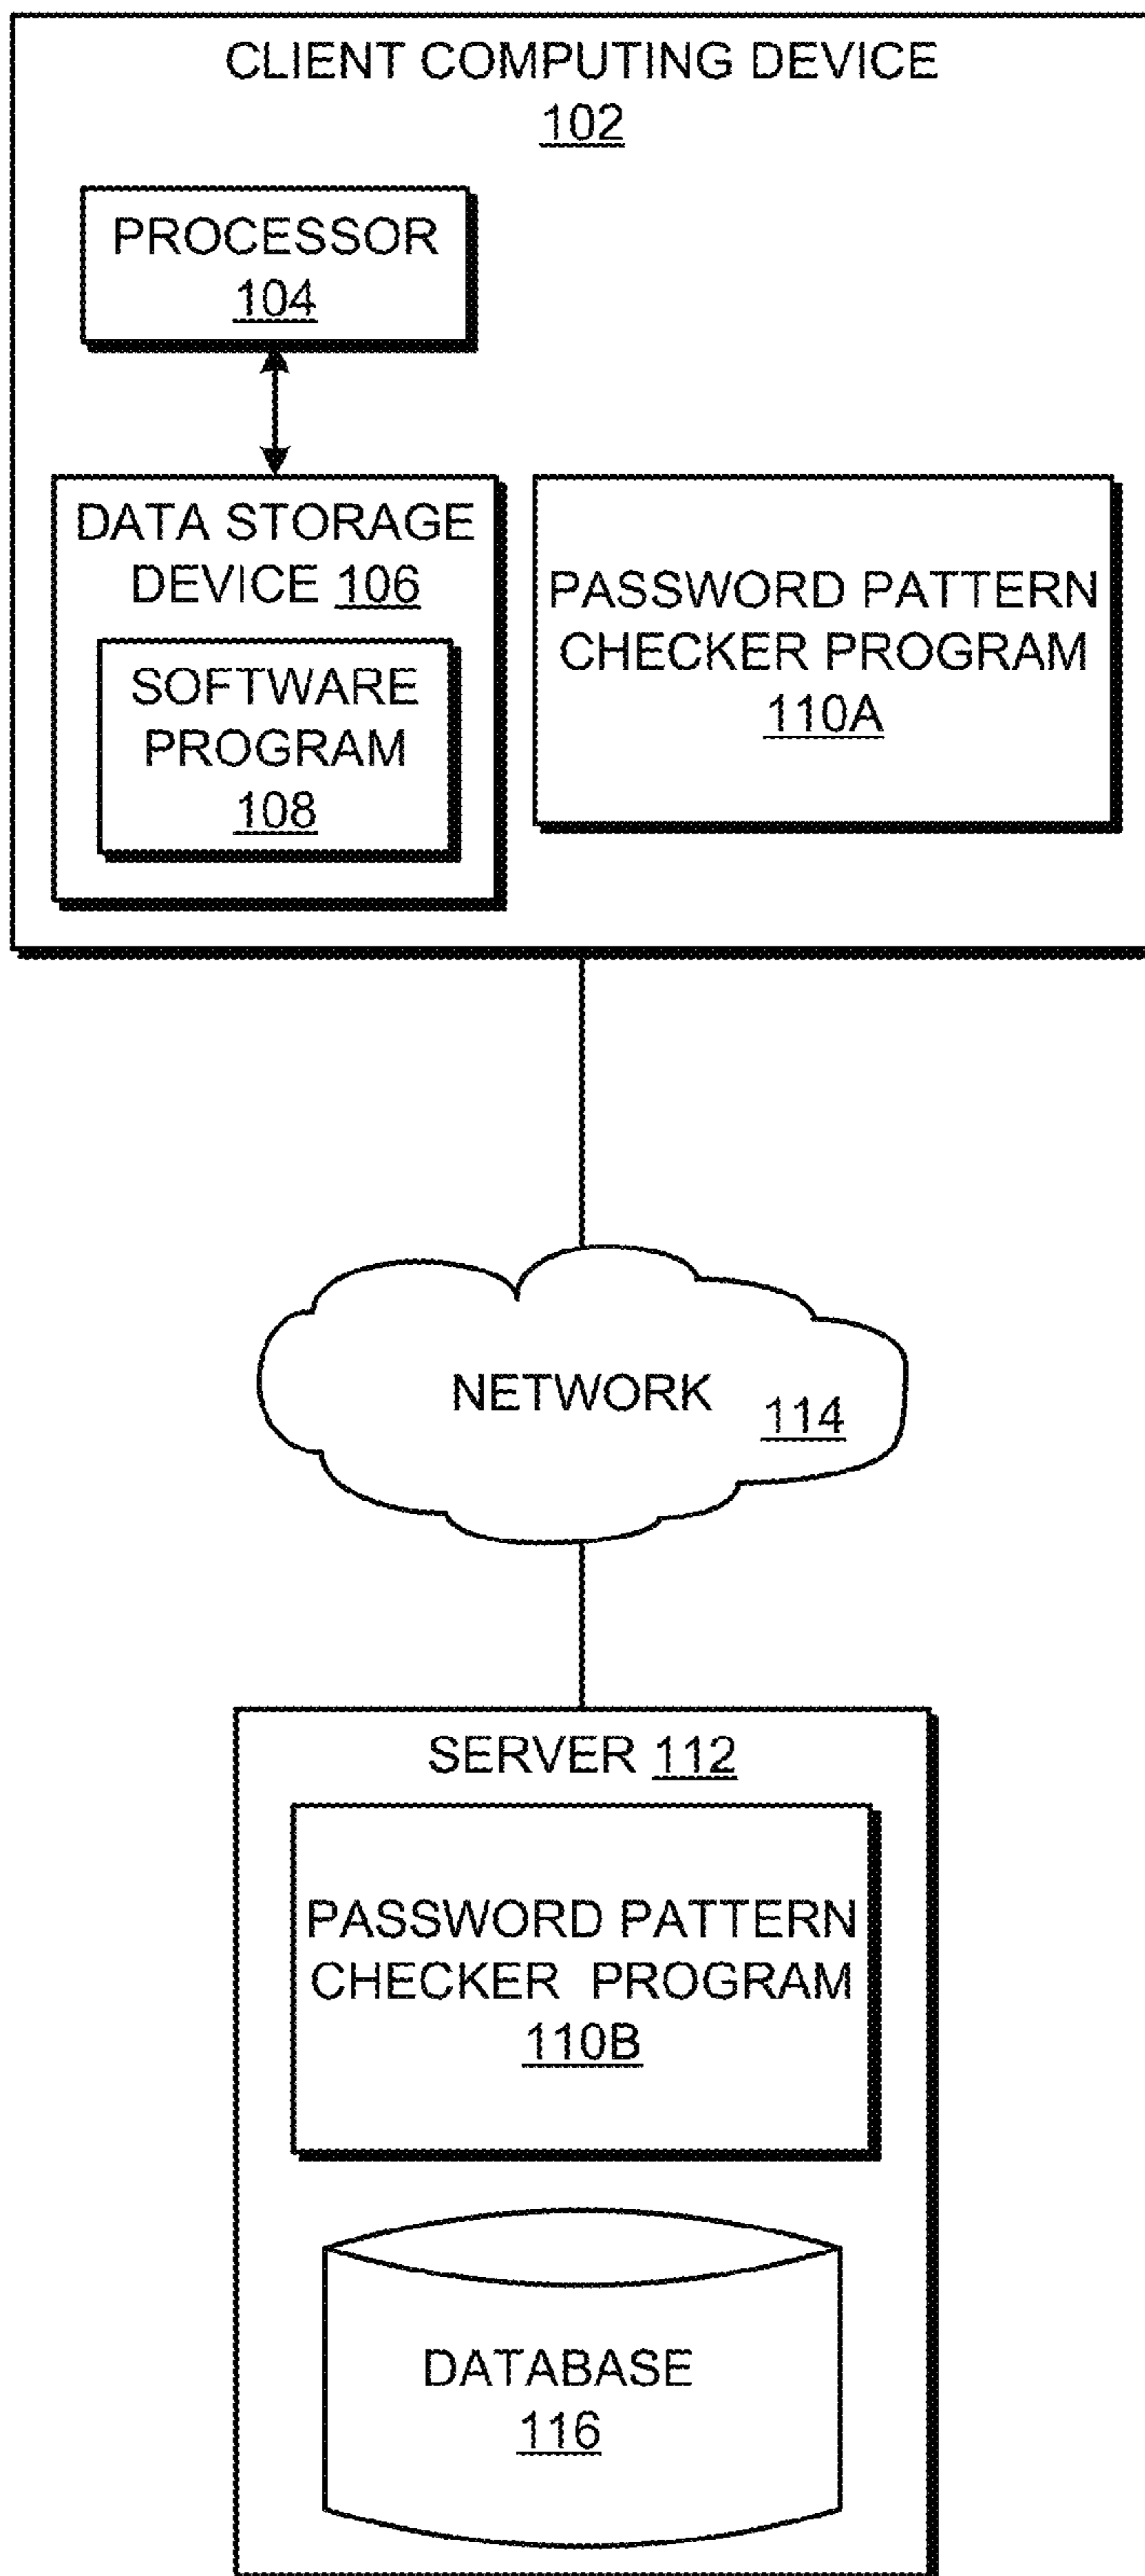 CLIENT COMPUTING DEVICE
102
PROCESSOR
104
DATA STORAGE
DEVICE 106
SOFTWARE
PROGRAM
108
PASSWORD PATTERN
CHECKER PROGRAM
110A
NETWORK 114
SERVER 112
PASSWORD PATTERN
CHECKER PROGRAM
110B
DATABASE
116